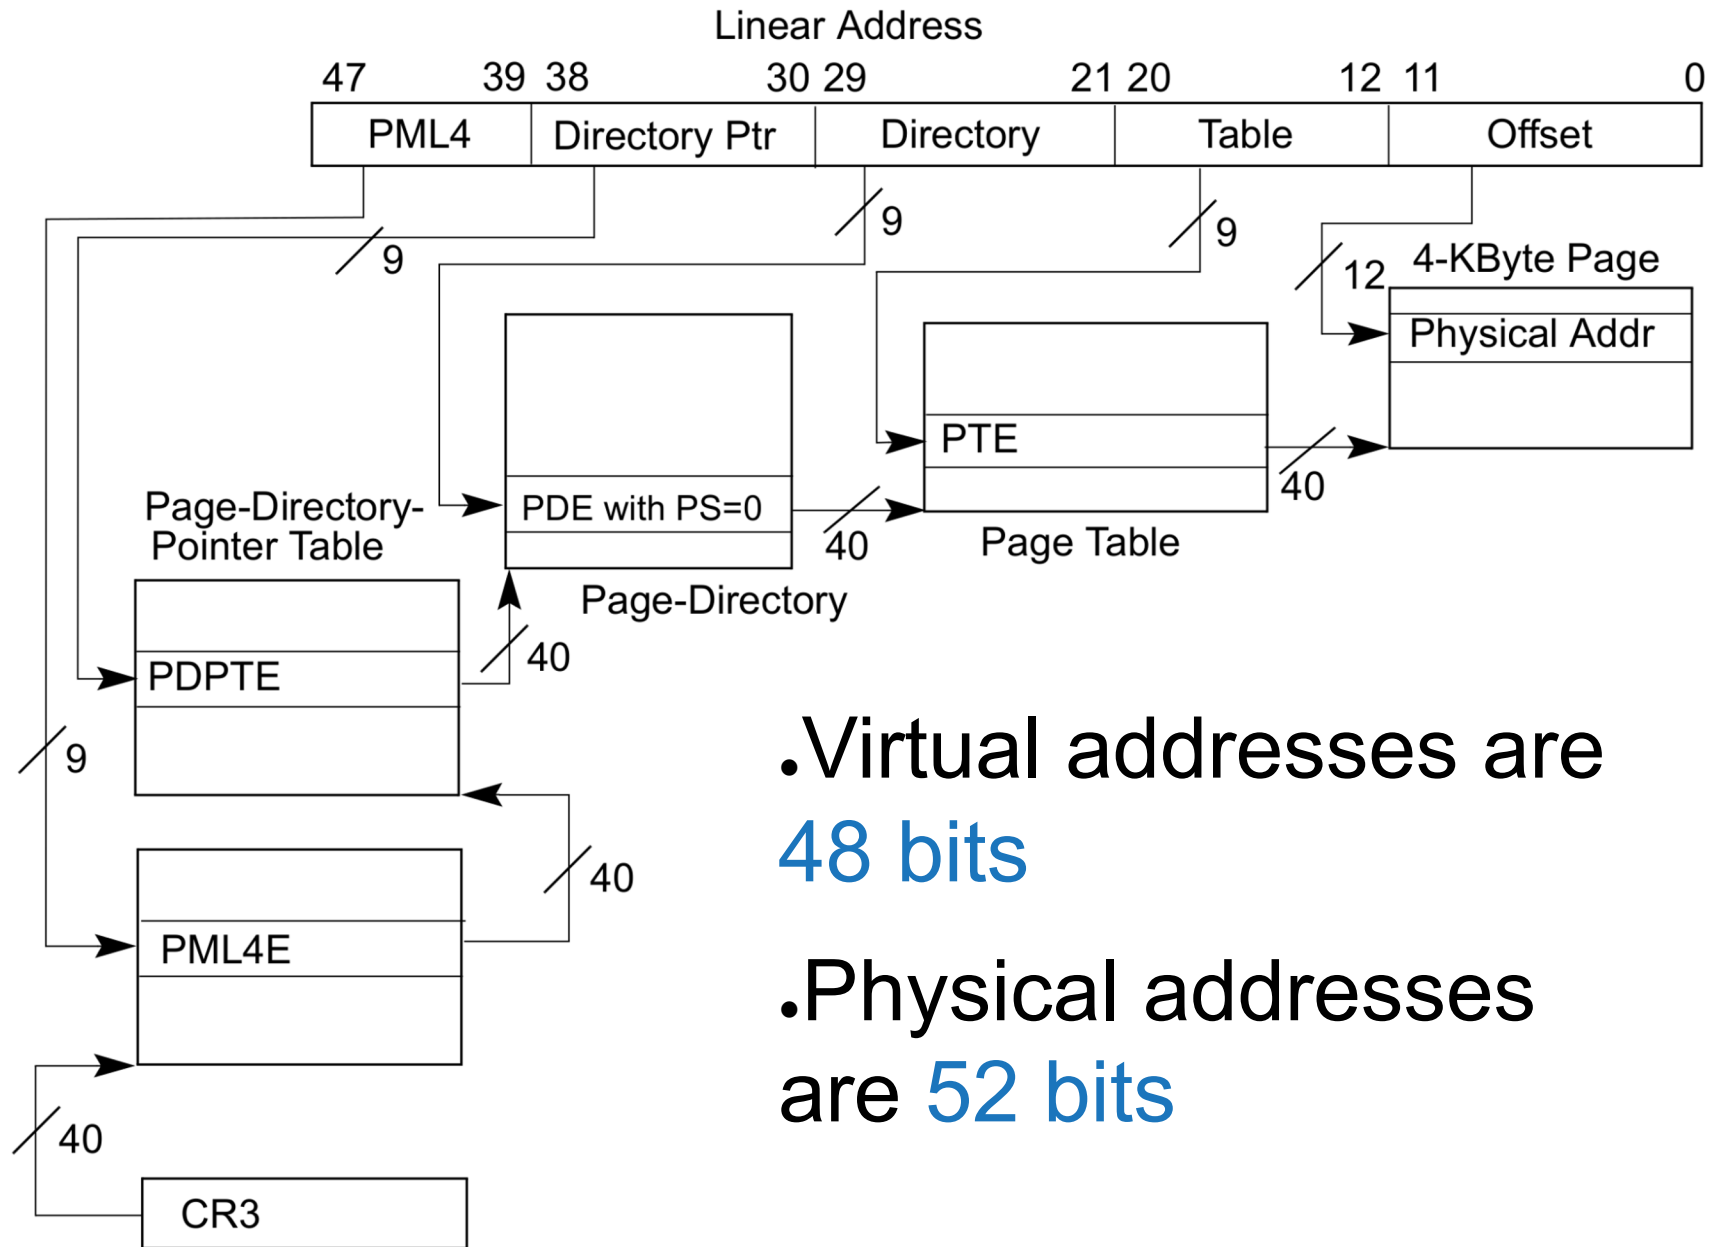 Linear Address
47 39 38 30 29 21 20 12 11 0
PML4 Directory Ptr Directory Table Offset
9
9
9
12
4-KByte Page
Physical Addr
PTE
40
Page Table
PDE with PS=0
40
Page-Directory
Page-Directory-
Pointer Table
PDPTE
40
9
•Virtual addresses are
48 bits
•Physical addresses
are 52 bits
40
PML4E
40
CR3